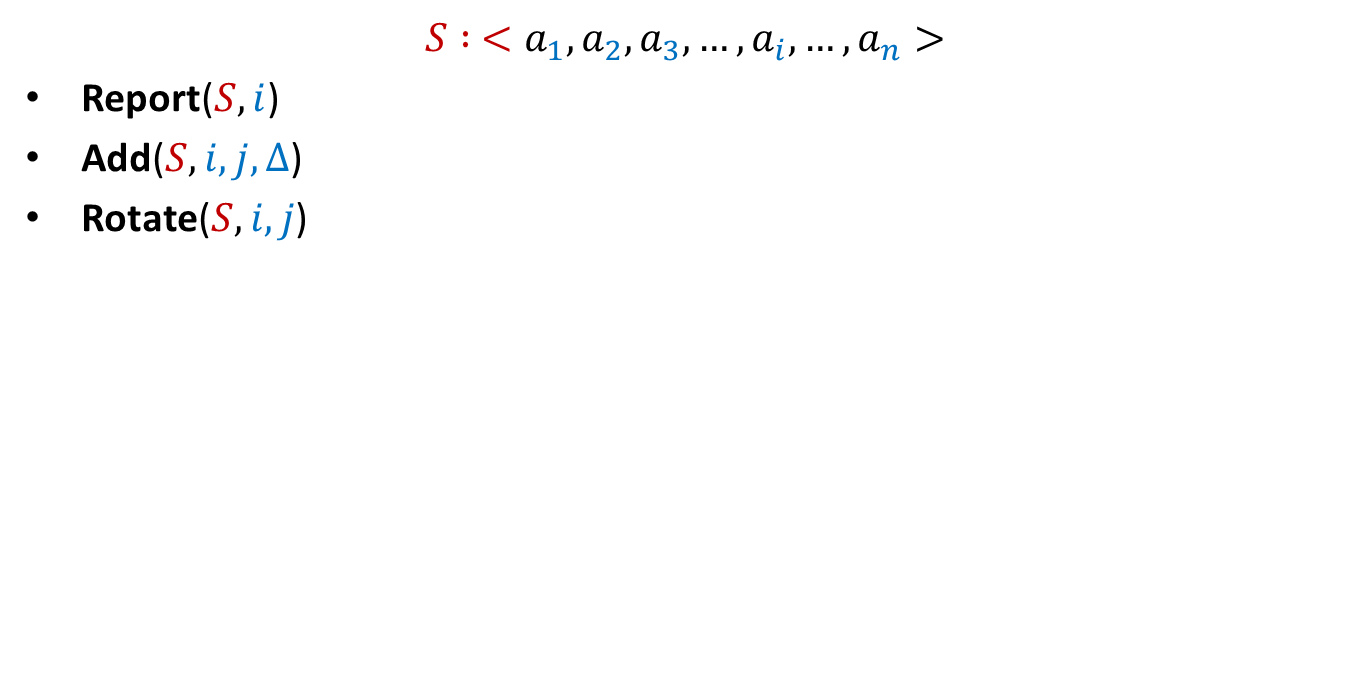 S : < a₁, a₂, a₃, … , aᵢ, … , aₙ >
• Report(S, i)
• Add(S, i, j, Δ)
• Rotate(S, i, j)